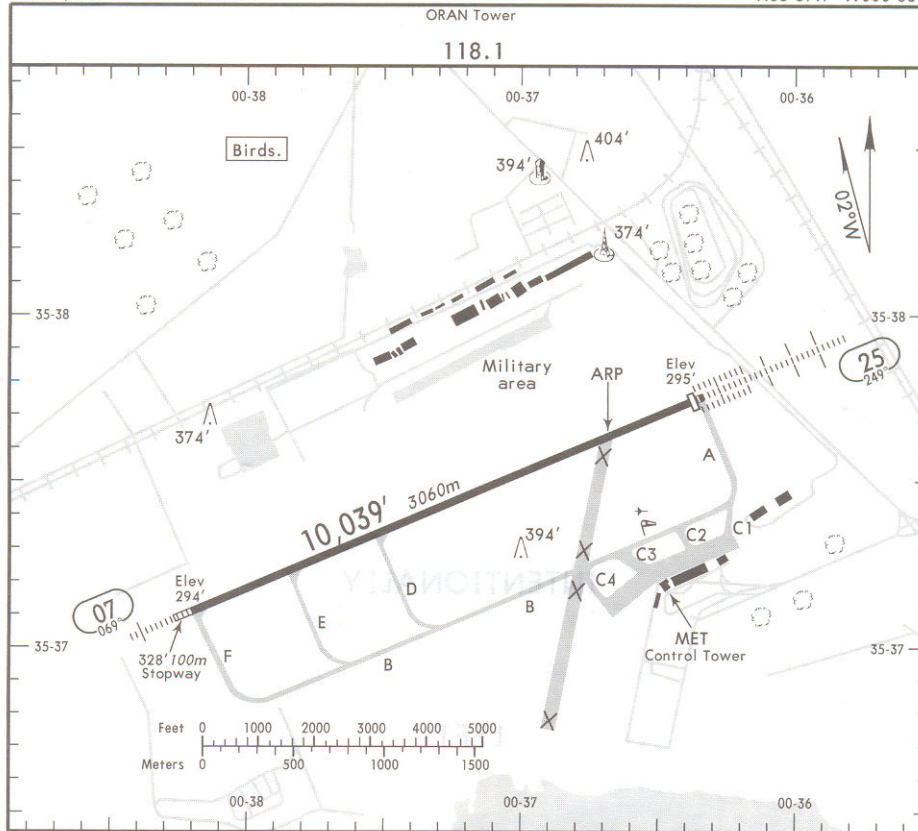 ORAN Tower
118.1
00-38 00-37 00-36
Birds.
404'
394'
02°W
374'
35-38 35-38
Military
area
ARP
Elev
295'
25
249°
374'
A
10,039' 3060m
394'
C1
C2
C3
C4
Elev
294'
D
B
07
069°
E
MET
Control Tower
35-37 35-37
328' 100m
Stopway
F
B
Feet 0 1000 2000 3000 4000 5000
Meters 0 500 1000 1500
00-38 00-37 00-36